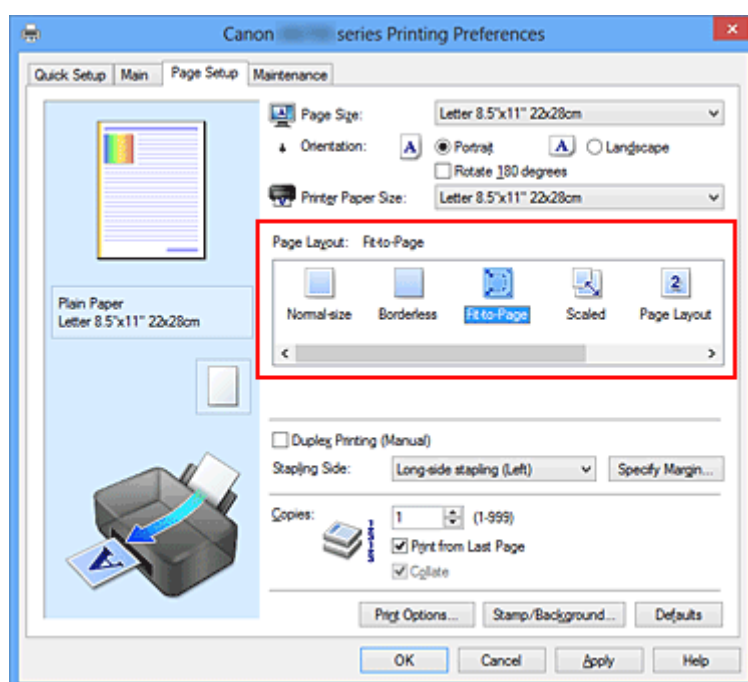 Canon series Printing Preferences
Quick Setup Main Page Setup Maintenance
Page Size: Letter 8.5"x11" 22x28cm
Orientation: A Portrait A Landscape
Rotate 180 degrees
Printer Paper Size: Letter 8.5"x11" 22x28cm
Page Layout: Fit-to-Page
2
Normal-size Borderless Fit-to-Page Scaled Page Layout
Plain Paper
Letter 8.5"x11" 22x28cm
Duplex Printing (Manual)
Stapling Side: Long-side stapling (Left) Specify Margin...
Copies: 1 (1-999)
Print from Last Page
Collate
A
Print Options... Stamp/Background... Defaults
OK Cancel Apply Help